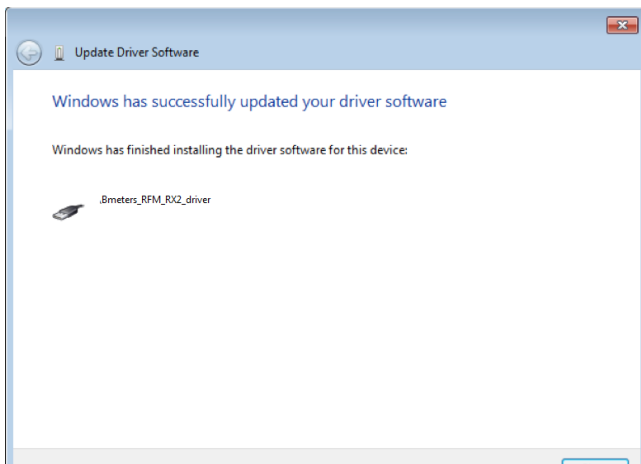 Update Driver Software
Windows has successfully updated your driver software
Windows has finished installing the driver software for this device:
,Bmeters_RFM_RX2_driver